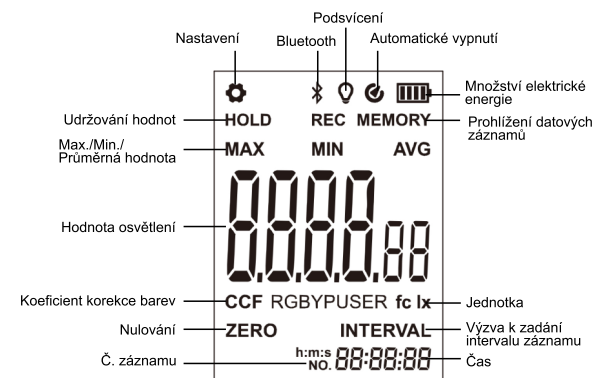 Podsvícení
Nastavení
Bluetooth
Automatické vypnutí
Množství elektrické
energie
Udržování hodnot
HOLD REC MEMORY
Prohlížení datových
záznamů
Max./Min./
Průměrná hodnota
MAX MIN AVG
Hodnota osvětlení
8.8.8.8.88
Koeficient korekce barev
CCF RGBYPUSER fc lx
Jednotka
Nulování
ZERO INTERVAL
Výzva k zadání
intervalu záznamu
Č. záznamu
h:m:s
NO. 88:88:88
Čas